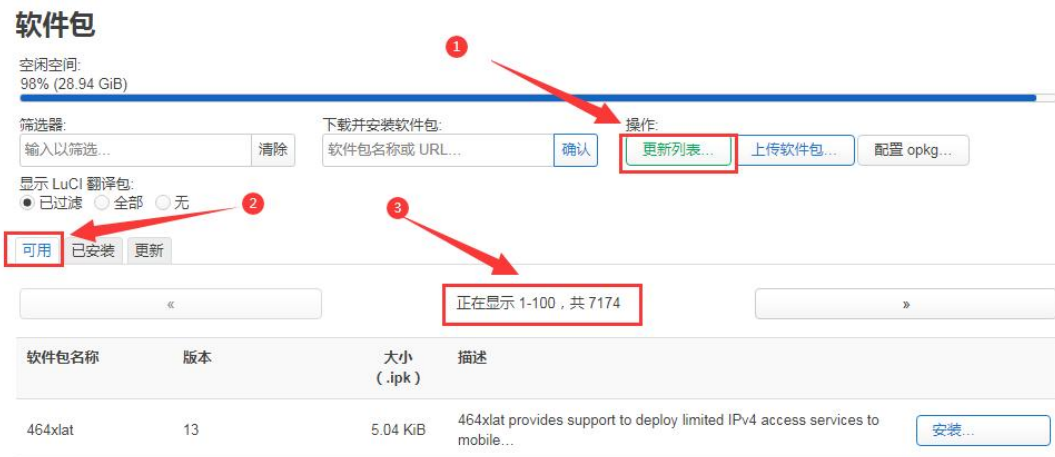 软件包
空闲空间:
98% (28.94 GiB)
筛选器: 下载并安装软件包: 操作:
输入以筛选... 清除 软件包名称或 URL... 确认 更新列表... 上传软件包... 配置 opkg...
显示 LuCI 翻译包:
已过滤 全部 无
可用 已安装 更新
« 正在显示 1-100，共 7174 »
软件包名称 版本 大小 描述
( .ipk )
464xlat 13 5.04 KiB 464xlat provides support to deploy limited IPv4 access services to 安装...
mobile...
1
2
3